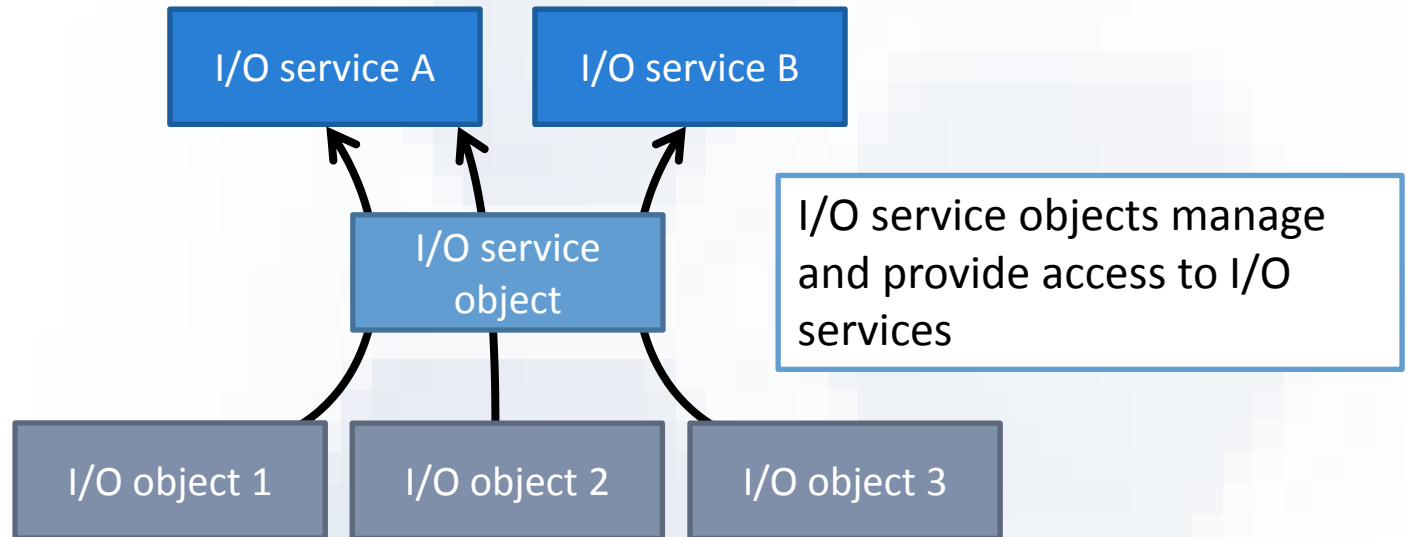 I/O service A
I/O service B
I/O service
object
I/O service objects manage
and provide access to I/O
services
I/O object 1
I/O object 2
I/O object 3